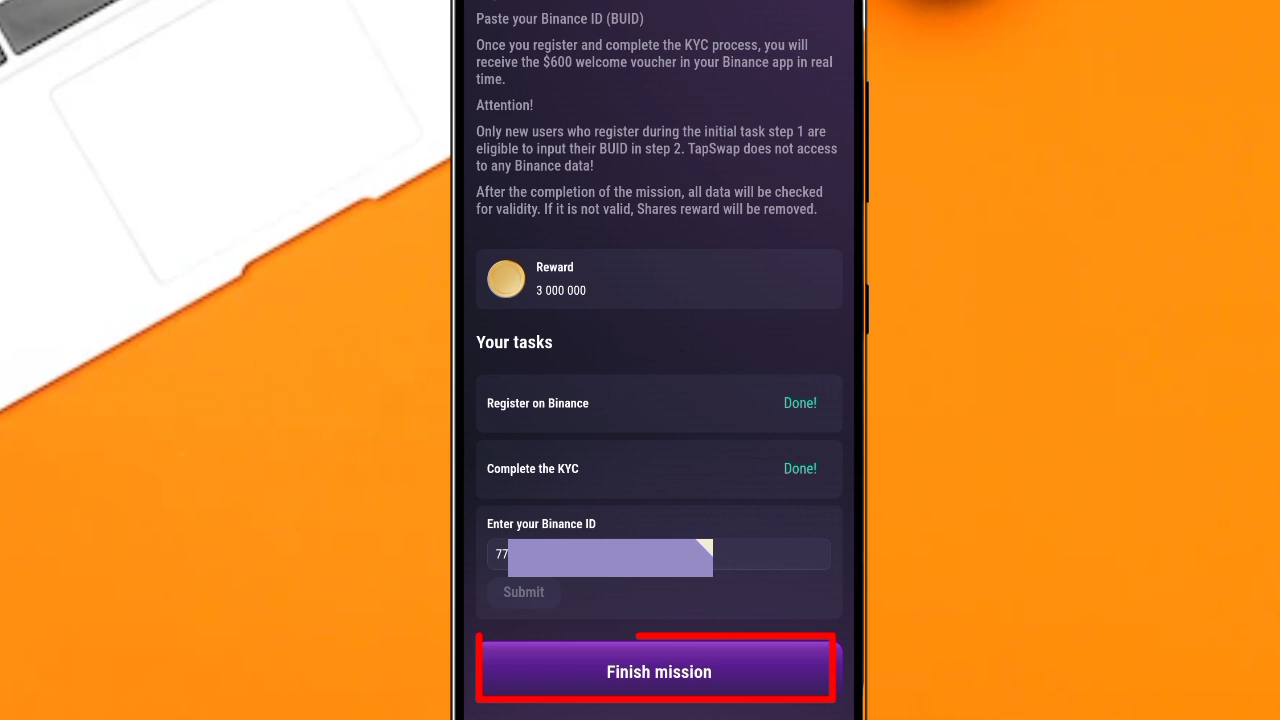 Paste your Binance ID (BUID)
Once you register and complete the KYC process, you will
receive the $600 welcome voucher in your Binance app in real
time.
Attention!
Only new users who register during the initial task step 1 are
eligible to input their BUID in step 2. TapSwap does not access
to any Binance data!
After the completion of the mission, all data will be checked
for validity. If it is not valid, Shares reward will be removed.
Reward
3 000 000
Your tasks
Register on Binance
Done!
Complete the KYC
Done!
Enter your Binance ID
77
Submit
Finish mission